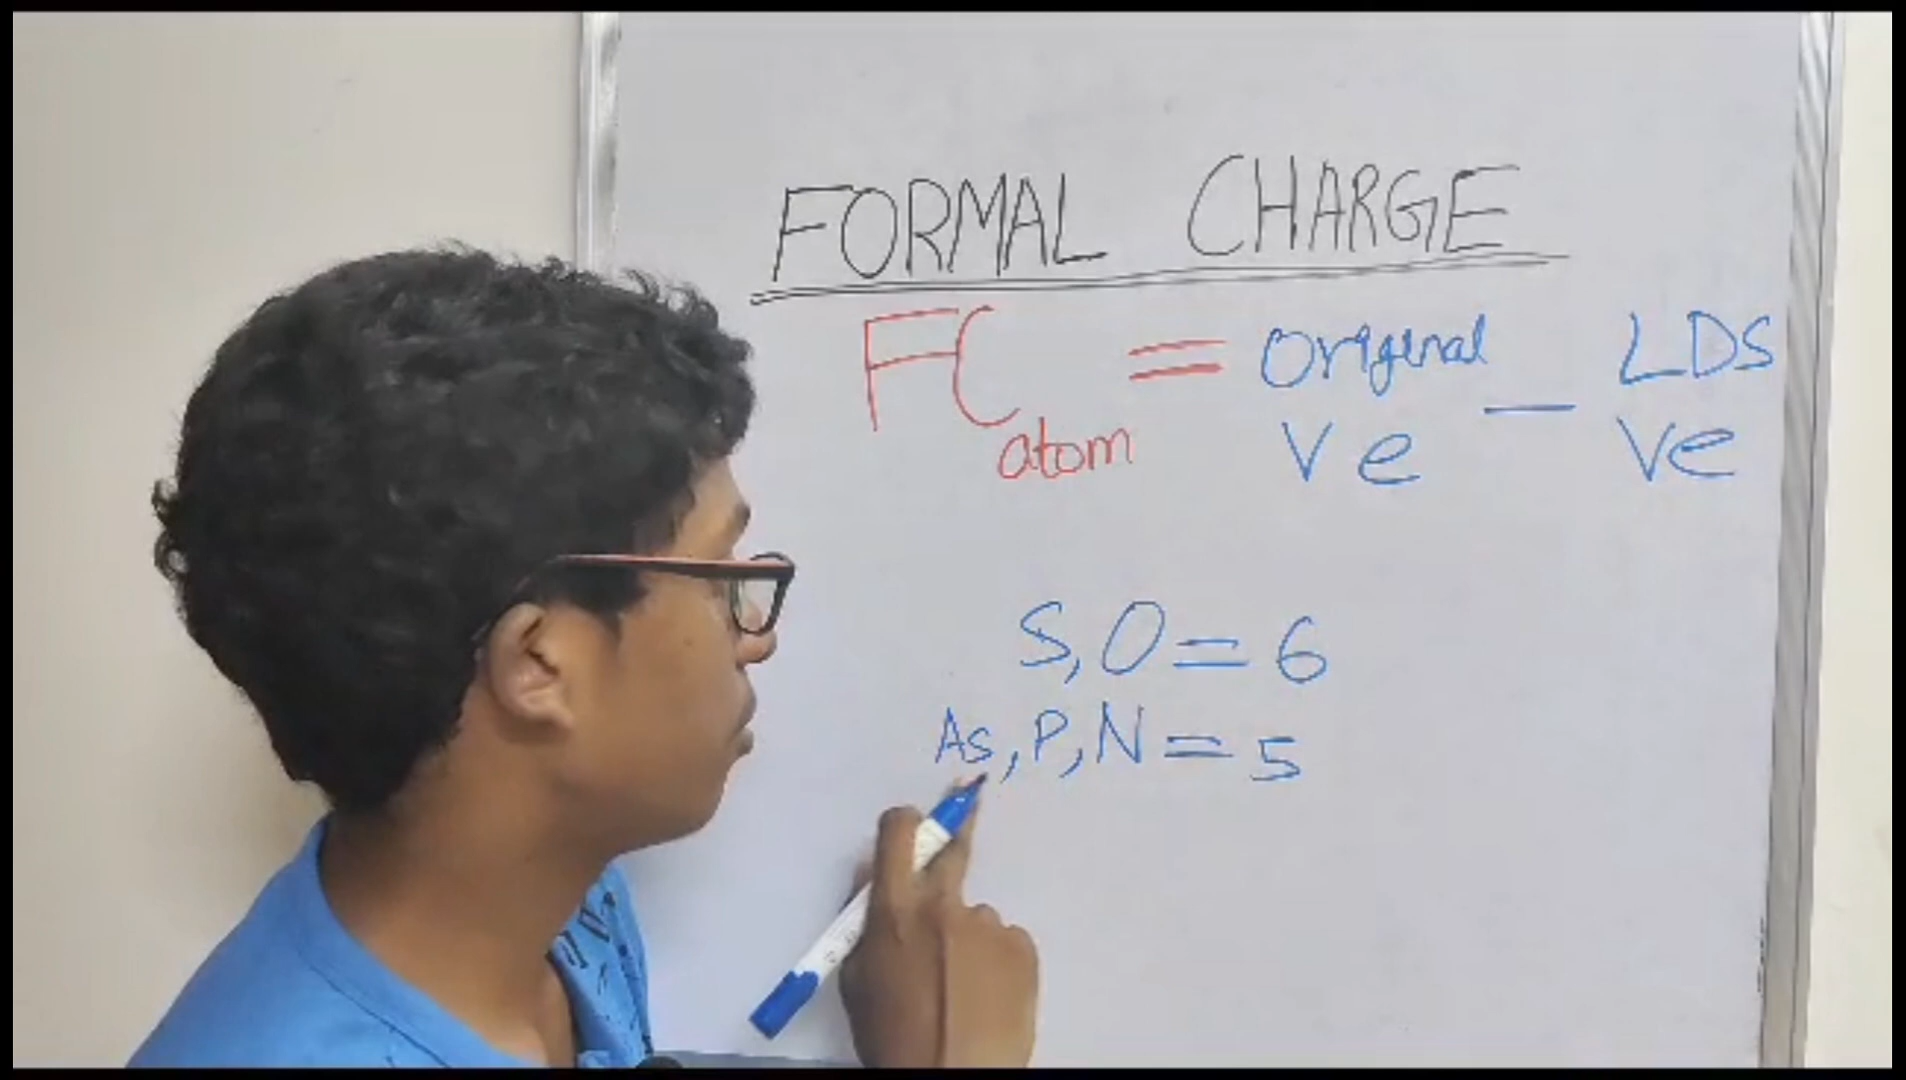 FORMAL CHARGE
FC atom = Original Ve − LDS Ve
S, O = 6
As, P, N = 5